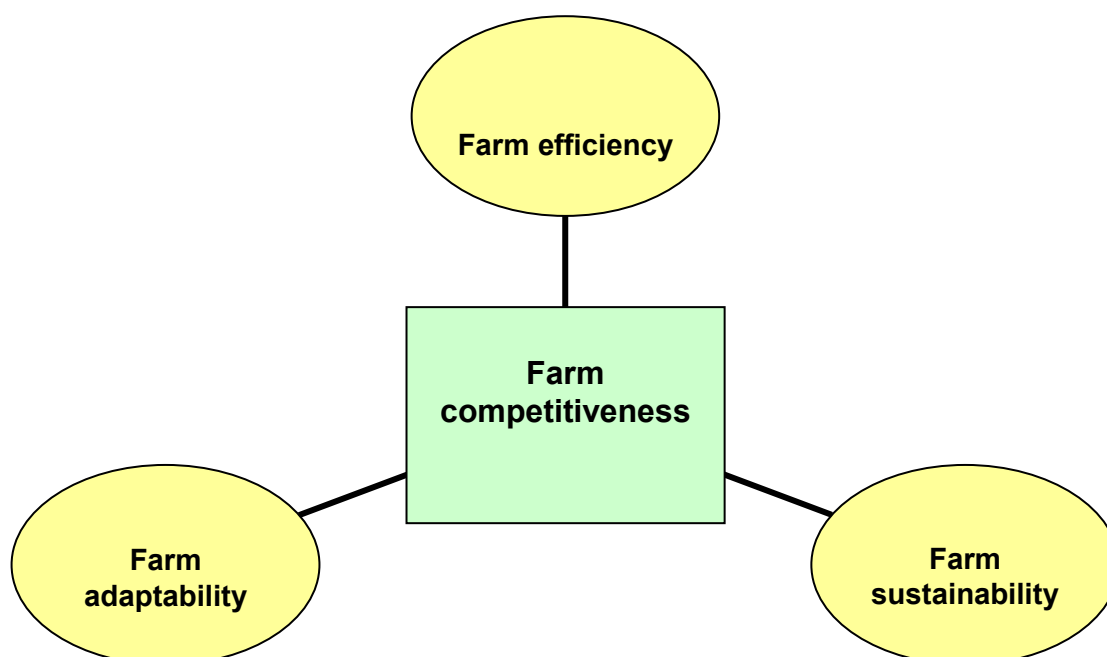 Farm efficiency
Farm
competitiveness
Farm
adaptability
Farm
sustainability